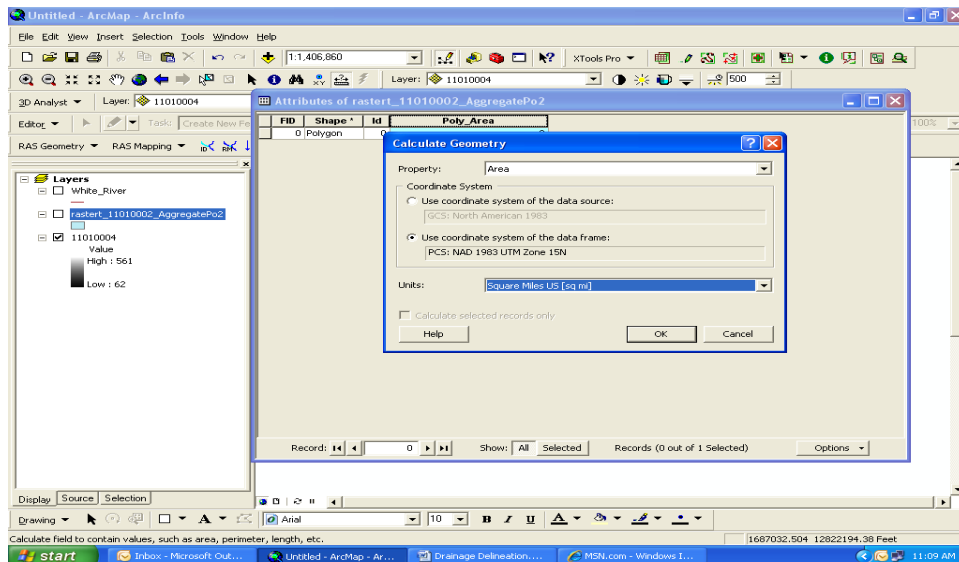 Untitled - ArcMap - ArcInfo
File Edit View Insert Selection Tools Window Help
1:1,406,860
XTools Pro
Layer: 11010004
500
3D Analyst
Layer: 11010004
Editor
Task: Create New Fe
100%
RAS Geometry
RAS Mapping
ID
Layers
White_River
rastert_11010002_AggregatePo2
11010004
Value
High : 561
Low : 62
Attributes of rastert_11010002_AggregatePo2
FID Shape * Id Poly_Area
0 Polygon 0
Calculate Geometry
Property: Area
Coordinate System
Use coordinate system of the data source:
GCS: North American 1983
Use coordinate system of the data frame:
PCS: NAD 1983 UTM Zone 15N
Units: Square Miles US [sq mi]
Calculate selected records only
Help OK Cancel
Record: 0 Show: All Selected Records (0 out of 1 Selected) Options
Display Source Selection
Drawing A Arial 10 B I U A
Calculate field to contain values, such as area, perimeter, length, etc.
1687032.504 12822194.38 Feet
start Inbox - Microsoft Out... Untitled - ArcMap - Ar... Drainage Delineation.... MSN.com - Windows I... 11:09 AM